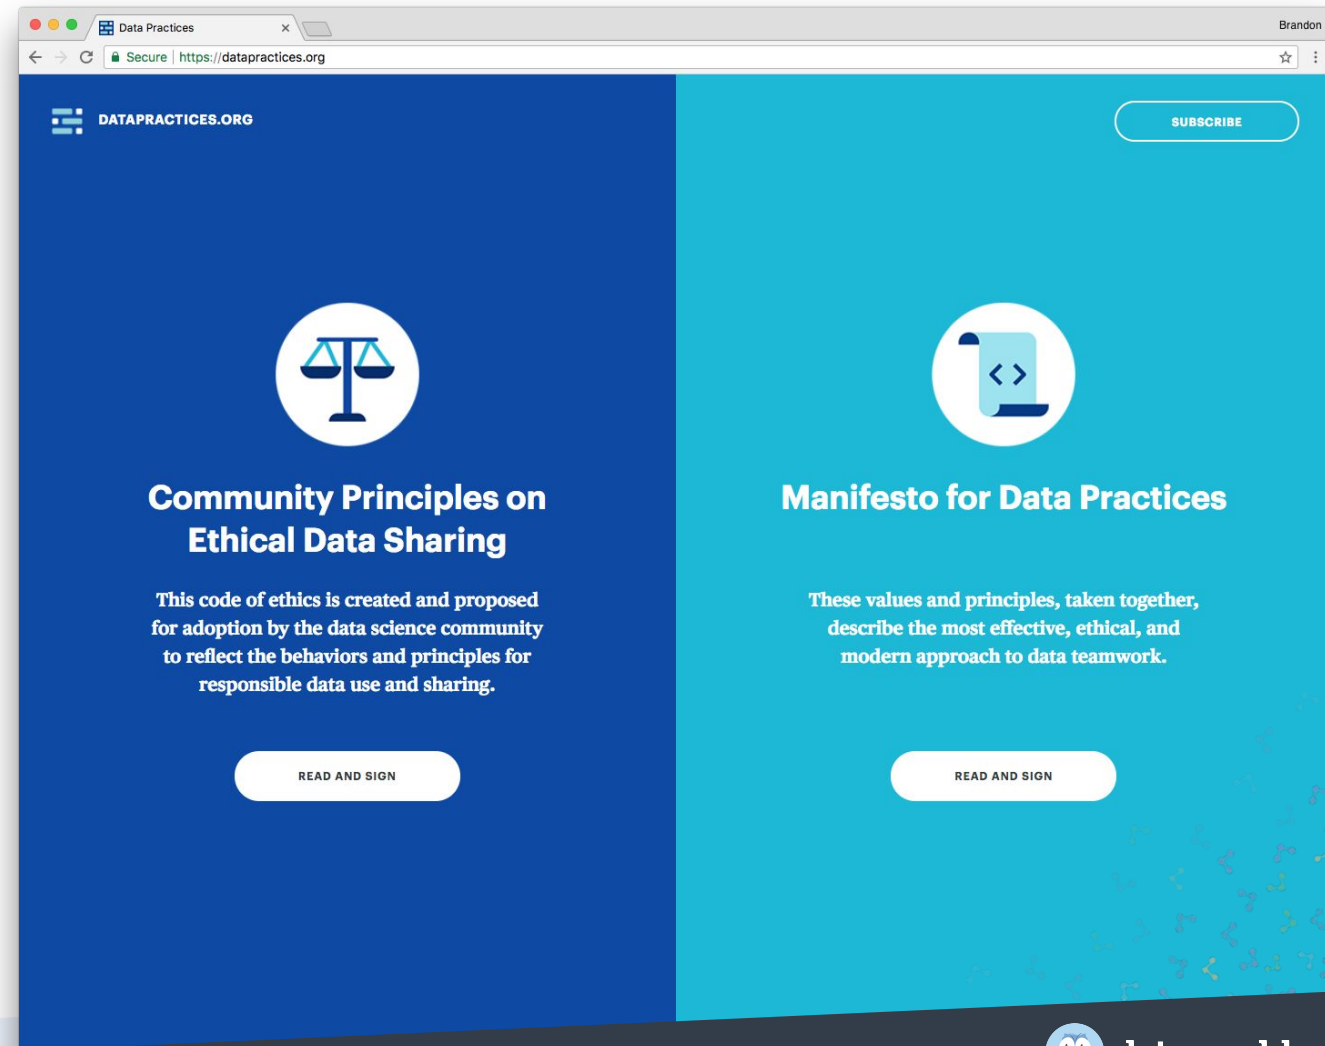 Data Practices
Brandon
Secure | https://datapractices.org
DATAPRACTICES.ORG
SUBSCRIBE
Community Principles on
Ethical Data Sharing
This code of ethics is created and proposed
for adoption by the data science community
to reflect the behaviors and principles for
responsible data use and sharing.
READ AND SIGN
Manifesto for Data Practices
These values and principles, taken together,
describe the most effective, ethical, and
modern approach to data teamwork.
READ AND SIGN